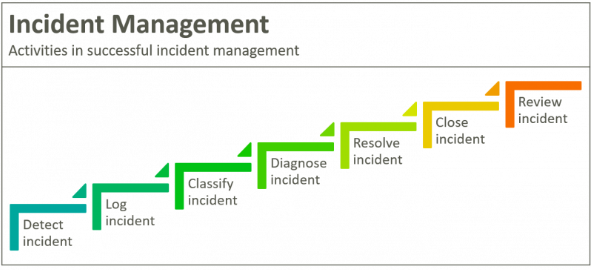 Incident Management
Activities in successful incident management
Detect
incident
Log
incident
Classify
incident
Diagnose
incident
Resolve
incident
Close
incident
Review
incident